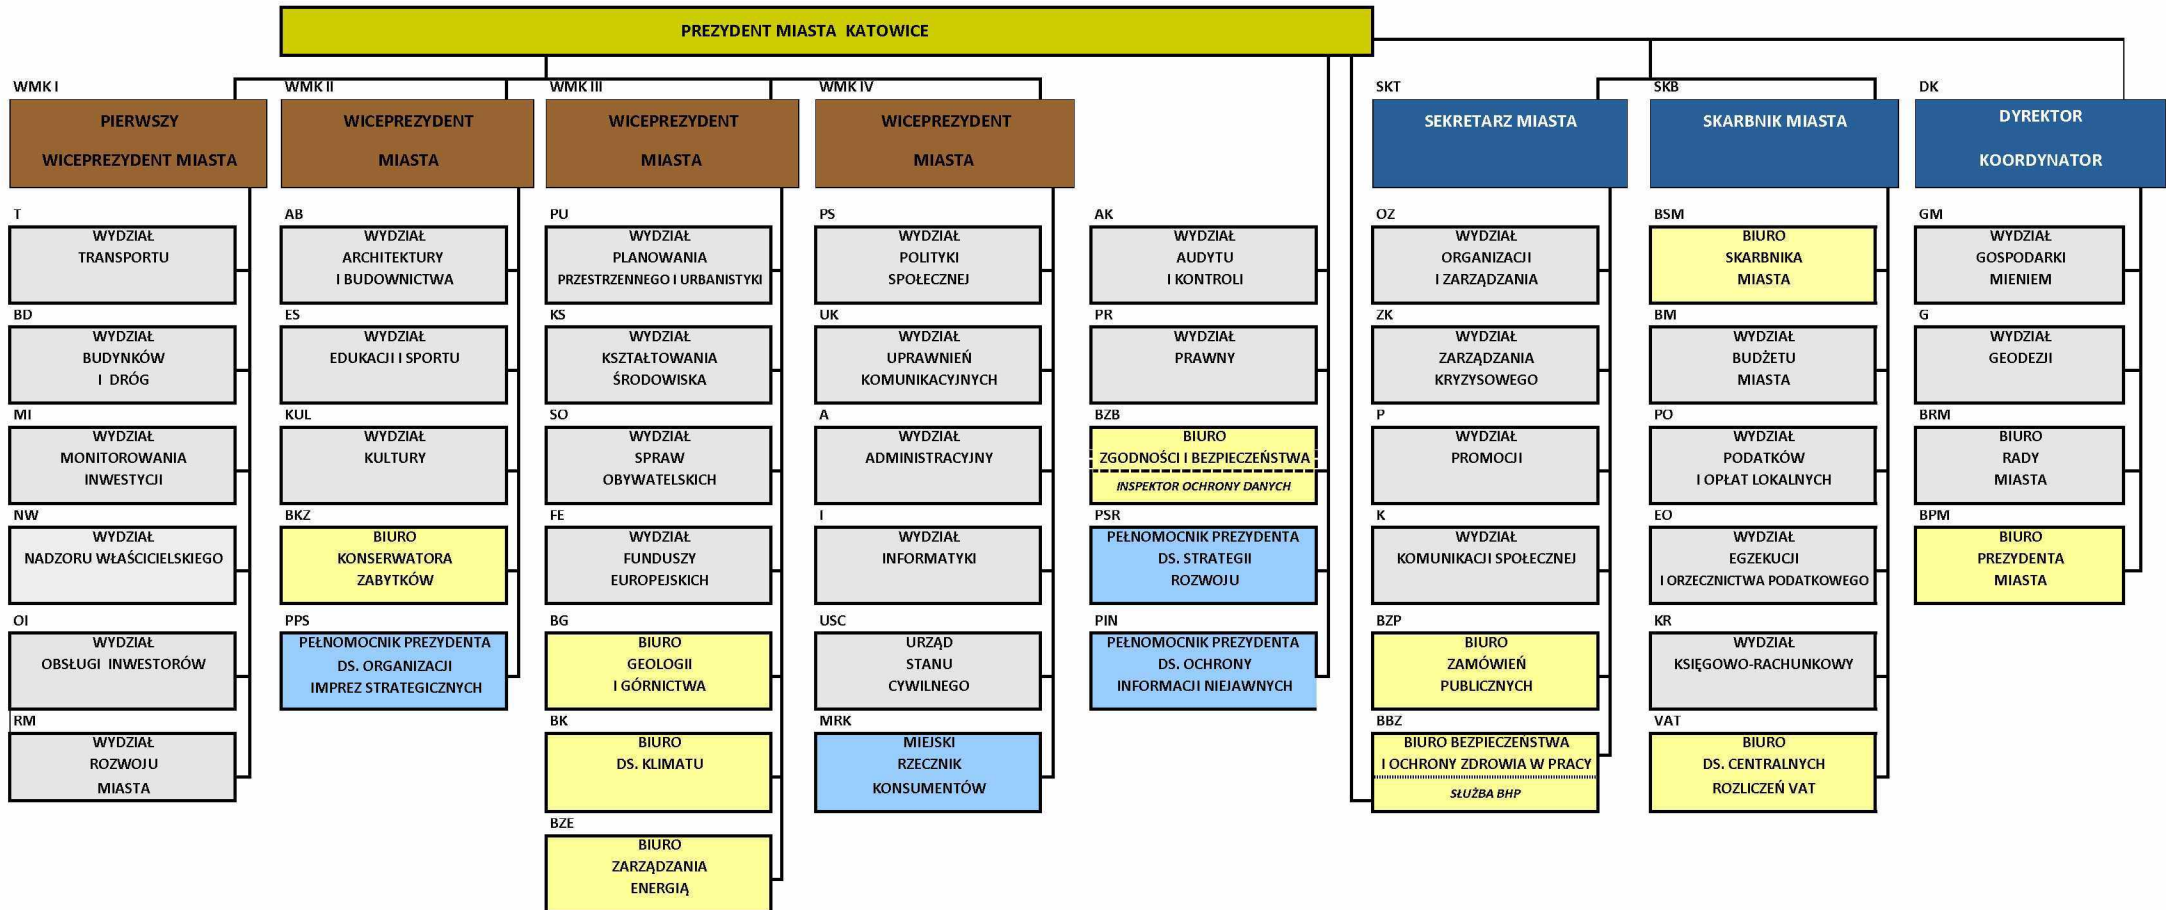 PREZYDENT MIASTA KATOWICE
WMK I
PIERWSZY
WICEPREZYDENT MIASTA
T
WYDZIAŁ
TRANSPORTU
BD
WYDZIAŁ
BUDYNKÓW
I DRÓG
MI
WYDZIAŁ
MONITOROWANIA
INWESTYCJI
NW
WYDZIAŁ
NADZORU WŁAŚCICIELSKIEGO
OI
WYDZIAŁ
OBSŁUGI INWESTORÓW
RM
WYDZIAŁ
ROZWOJU
MIASTA
WMK II
WICEPREZYDENT
MIASTA
AB
WYDZIAŁ
ARCHITEKTURY
I BUDOWNICTWA
ES
WYDZIAŁ
EDUKACJI I SPORTU
KUL
WYDZIAŁ
KULTURY
BKZ
BIURO
KONSERWATORA
ZABYTKÓW
PPS
PEŁNOMOCNIK PREZYDENTA
DS. ORGANIZACJI
IMPREZ STRATEGICZNYCH
WMK III
WICEPREZYDENT
MIASTA
PU
WYDZIAŁ
PLANOWANIA
PRZESTRZENNEGO I URBANISTYKI
KS
WYDZIAŁ
KSZTAŁTOWANIA
ŚRODOWISKA
SO
WYDZIAŁ
SPRAW
OBYWATELSKICH
FE
WYDZIAŁ
FUNDUSZY
EUROPEJSKICH
BG
BIURO
GEOLOGII
I GÓRNICTWA
BK
BIURO
DS. KLIMATU
BZE
BIURO
ZARZĄDZANIA
ENERGIĄ
WMK IV
WICEPREZYDENT
MIASTA
PS
WYDZIAŁ
POLITYKI
SPOŁECZNEJ
UK
WYDZIAŁ
UPRAWNIEŃ
KOMUNIKACYJNYCH
A
WYDZIAŁ
ADMINISTRACYJNY
I
WYDZIAŁ
INFORMATYKI
USC
URZĄD
STANU
CYWILNEGO
MRK
MIEJSKI
RZECZNIK
KONSUMENTÓW
AK
WYDZIAŁ
AUDYTU
I KONTROLI
PR
WYDZIAŁ
PRAWNY
BZB
BIURO
ZGODNOŚCI I BEZPIECZEŃSTWA
INSPEKTOR OCHRONY DANYCH
PSR
PEŁNOMOCNIK PREZYDENTA
DS. STRATEGII
ROZWOJU
PIN
PEŁNOMOCNIK PREZYDENTA
DS. OCHRONY
INFORMACJI NIEJAWNYCH
SKT
SEKRETARZ MIASTA
OZ
WYDZIAŁ
ORGANIZACJI
I ZARZĄDZANIA
ZK
WYDZIAŁ
ZARZĄDZANIA
KRYZYSOWEGO
P
WYDZIAŁ
PROMOCJI
K
WYDZIAŁ
KOMUNIKACJI SPOŁECZNEJ
BZP
BIURO
ZAMÓWIEŃ
PUBLICZNYCH
BBZ
BIURO BEZPIECZEŃSTWA
I OCHRONY ZDROWIA W PRACY
SŁUŻBA BHP
SKB
SKARBNIK MIASTA
BSM
BIURO
SKARBNIKA
MIASTA
BM
WYDZIAŁ
BUDŻETU
MIASTA
PO
WYDZIAŁ
PODATKÓW
I OPŁAT LOKALNYCH
EO
WYDZIAŁ
EGZEKUCJI
I ORZECZNICTWA PODATKOWEGO
KR
WYDZIAŁ
KSIĘGOWO-RACHUNKOWY
VAT
BIURO
DS. CENTRALNYCH
ROZLICZEŃ VAT
DK
DYREKTOR
KOORDYNATOR
GM
WYDZIAŁ
GOSPODARKI
MIENIEM
G
WYDZIAŁ
GEODEZJI
BRM
BIURO
RADY
MIASTA
BPM
BIURO
PREZYDENTA
MIASTA